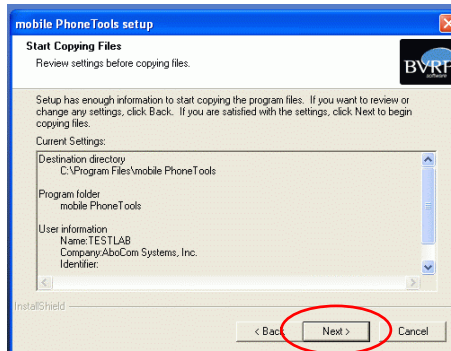 mobile PhoneTools setup
Start Copying Files
Review settings before copying files.
BVRP
software
Setup has enough information to start copying the program files. If you want to review or
change any settings, click Back. If you are satisfied with the settings, click Next to begin
copying files.
Current Settings:
Destination directory
C:\Program Files\mobile PhoneTools
Program folder
mobile PhoneTools
User information
Name:TESTLAB
Company:AboCom Systems, Inc.
Identifier:
InstallShield
< Back
Next >
Cancel